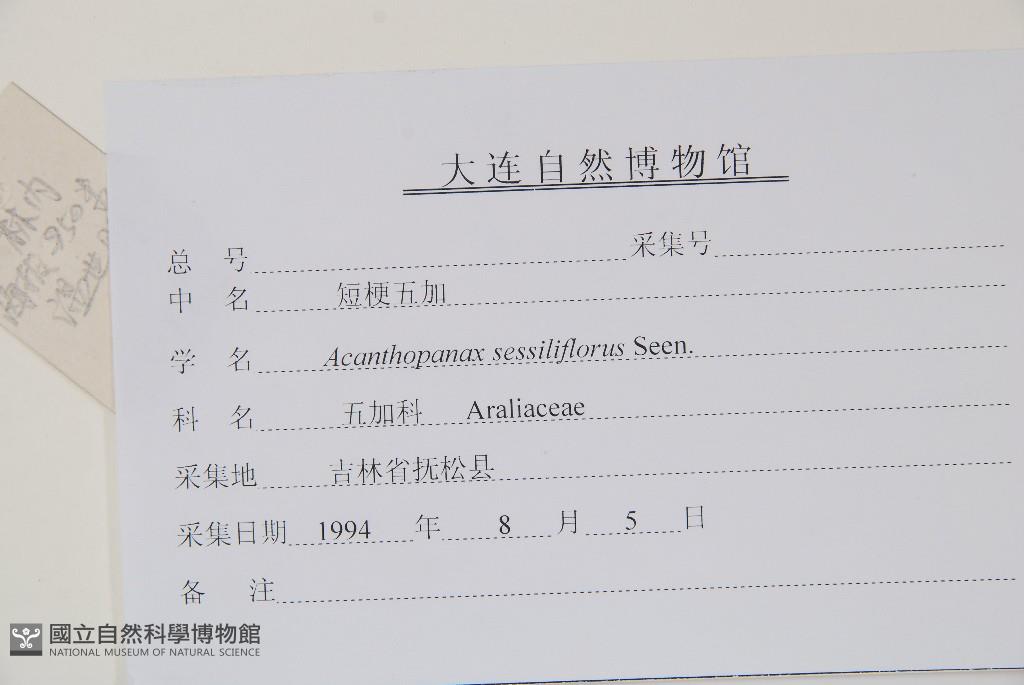 大连自然博物馆
总 号 采集号
中 名 短梗五加
学 名 Acanthopanax sessiliflorus Seen.
科 名 五加科 Araliaceae
采集地 吉林省抚松县
采集日期 1994 年 8 月 5 日
备 注
林内
950
國立自然科學博物館
NATIONAL MUSEUM OF NATURAL SCIENCE